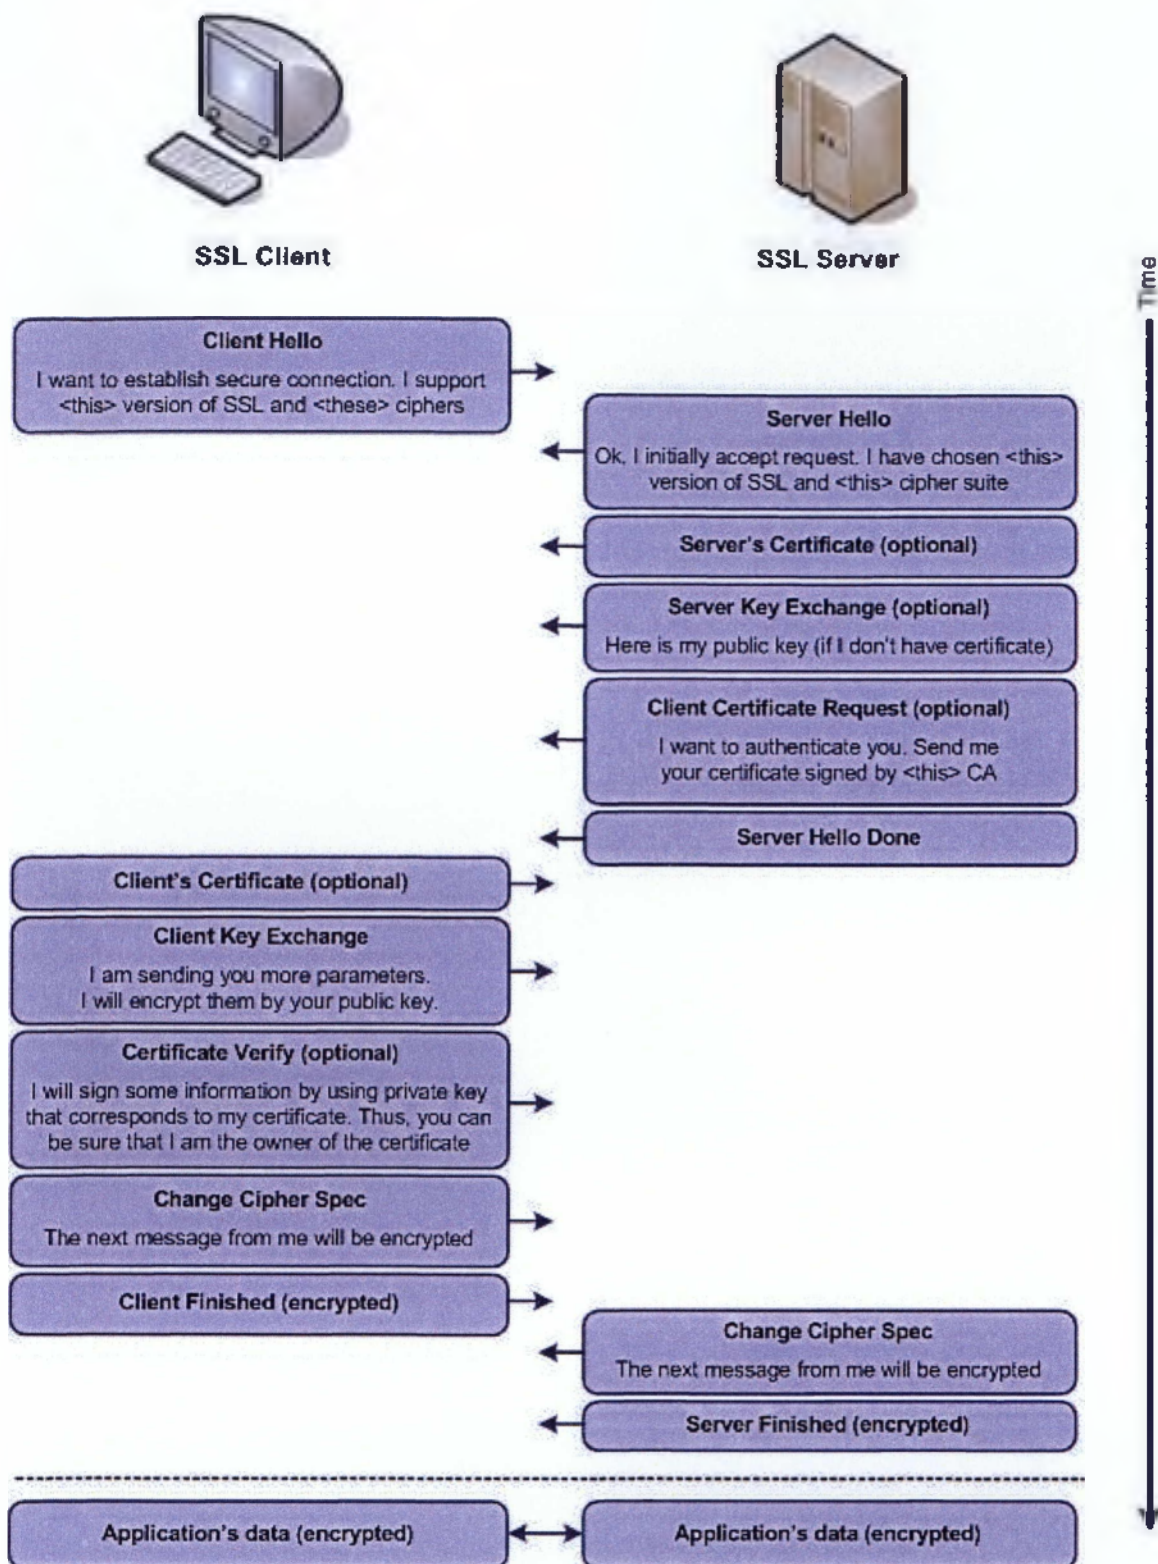 SSL Client
SSL Server
Time
Client Hello
I want to establish secure connection. I support
<this> version of SSL and <these> ciphers
Server Hello
Ok, I initially accept request. I have chosen <this>
version of SSL and <this> cipher suite
Server's Certificate (optional)
Server Key Exchange (optional)
Here is my public key (if I don't have certificate)
Client Certificate Request (optional)
I want to authenticate you. Send me
your certificate signed by <this> CA
Server Hello Done
Client's Certificate (optional)
Client Key Exchange
I am sending you more parameters.
I will encrypt them by your public key.
Certificate Verify (optional)
I will sign some information by using private key
that corresponds to my certificate. Thus, you can
be sure that I am the owner of the certificate
Change Cipher Spec
The next message from me will be encrypted
Client Finished (encrypted)
Change Cipher Spec
The next message from me will be encrypted
Server Finished (encrypted)
Application's data (encrypted)
Application's data (encrypted)